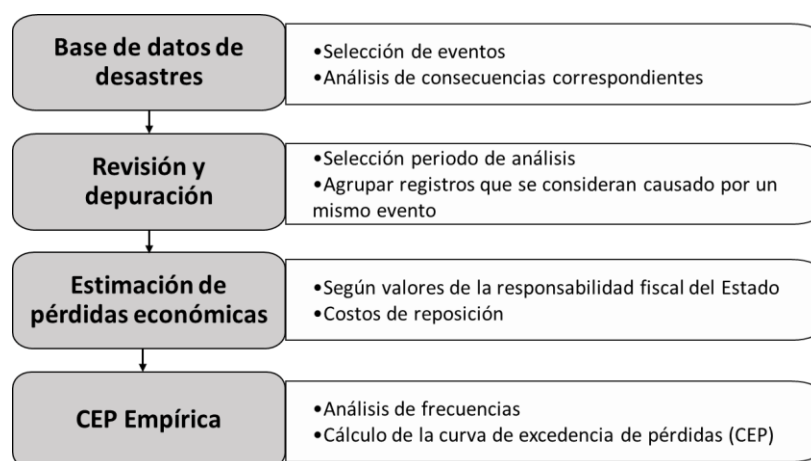 Base de datos de
desastres
•Selección de eventos
•Análisis de consecuencias correspondientes
Revisión y
depuración
•Selección periodo de análisis
•Agrupar registros que se consideran causado por un
mismo evento
Estimación de
pérdidas económicas
•Según valores de la responsabilidad fiscal del Estado
•Costos de reposición
CEP Empírica
•Análisis de frecuencias
•Cálculo de la curva de excedencia de pérdidas (CEP)